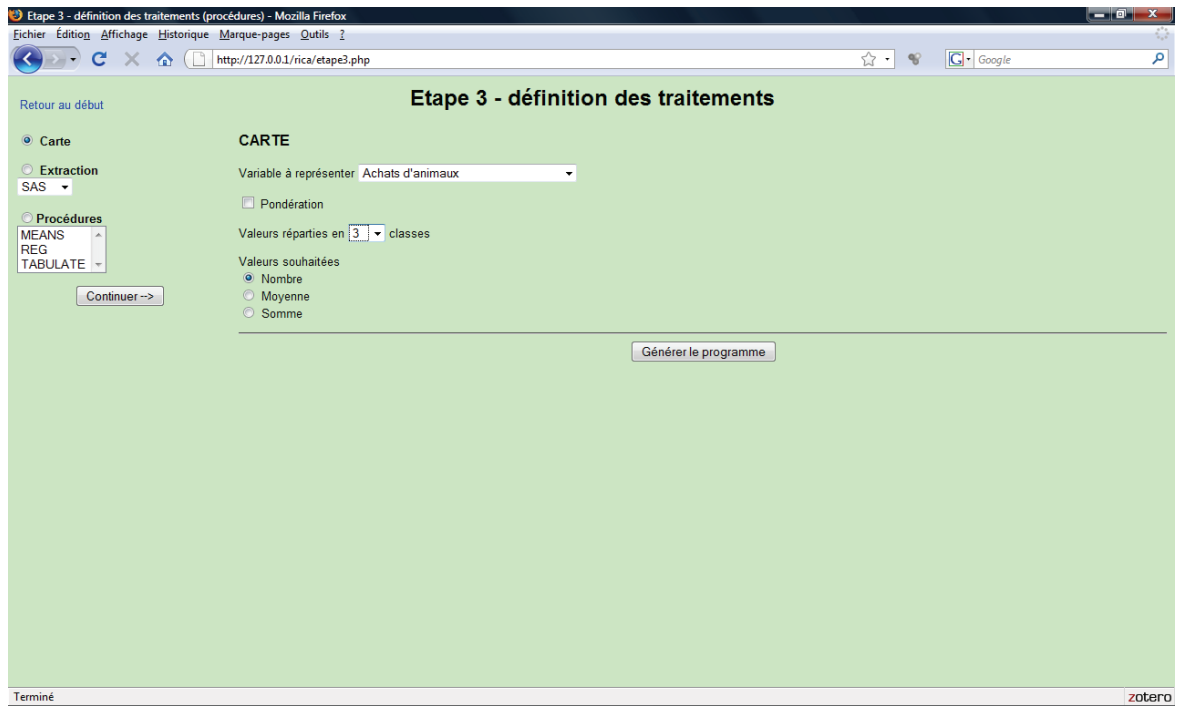 Etape 3 - définition des traitements (procédures) - Mozilla Firefox
Fichier Édition Affichage Historique Marque-pages Outils ?
http://127.0.0.1/rica/etape3.php
G Google
Retour au début
Etape 3 - définition des traitements
Carte
Extraction
SAS
Procédures
MEANS
REG
TABULATE
Continuer -->
CARTE
Variable à représenter Achats d'animaux
Pondération
Valeurs réparties en 3 classes
Valeurs souhaitées
Nombre
Moyenne
Somme
Générer le programme
Terminé
zotero